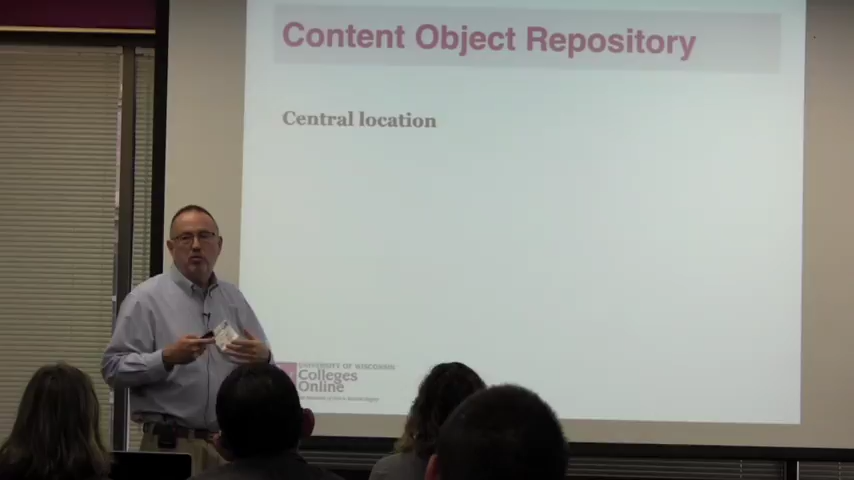 Content Object Repository
Central location
UNIVERSITY OF WISCONSIN
Colleges
Online